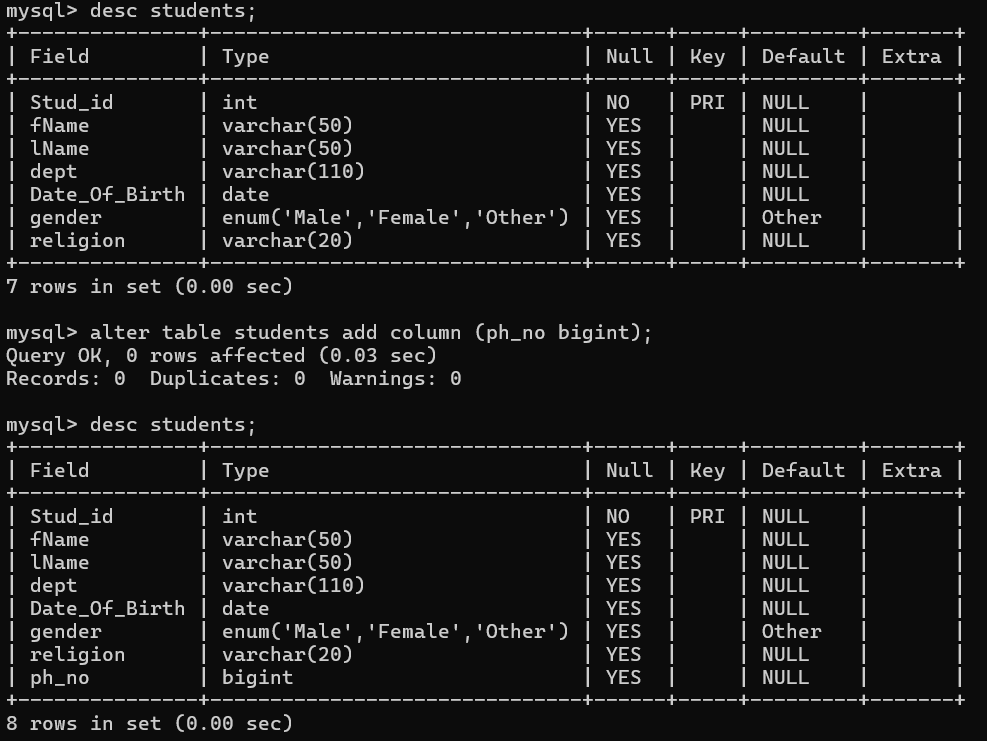 mysql> desc students;
+---------------+-------------------------------+------+-----+---------+-------+
| Field         | Type                          | Null | Key | Default | Extra |
+---------------+-------------------------------+------+-----+---------+-------+
| Stud_id       | int                           | NO   | PRI | NULL    |       |
| fName         | varchar(50)                   | YES  |     | NULL    |       |
| lName         | varchar(50)                   | YES  |     | NULL    |       |
| dept          | varchar(110)                  | YES  |     | NULL    |       |
| Date_Of_Birth | date                          | YES  |     | NULL    |       |
| gender        | enum('Male','Female','Other') | YES  |     | Other   |       |
| religion      | varchar(20)                   | YES  |     | NULL    |       |
+---------------+-------------------------------+------+-----+---------+-------+
7 rows in set (0.00 sec)

mysql> alter table students add column (ph_no bigint);
Query OK, 0 rows affected (0.03 sec)
Records: 0  Duplicates: 0  Warnings: 0

mysql> desc students;
+---------------+-------------------------------+------+-----+---------+-------+
| Field         | Type                          | Null | Key | Default | Extra |
+---------------+-------------------------------+------+-----+---------+-------+
| Stud_id       | int                           | NO   | PRI | NULL    |       |
| fName         | varchar(50)                   | YES  |     | NULL    |       |
| lName         | varchar(50)                   | YES  |     | NULL    |       |
| dept          | varchar(110)                  | YES  |     | NULL    |       |
| Date_Of_Birth | date                          | YES  |     | NULL    |       |
| gender        | enum('Male','Female','Other') | YES  |     | Other   |       |
| religion      | varchar(20)                   | YES  |     | NULL    |       |
| ph_no         | bigint                        | YES  |     | NULL    |       |
+---------------+-------------------------------+------+-----+---------+-------+
8 rows in set (0.00 sec)